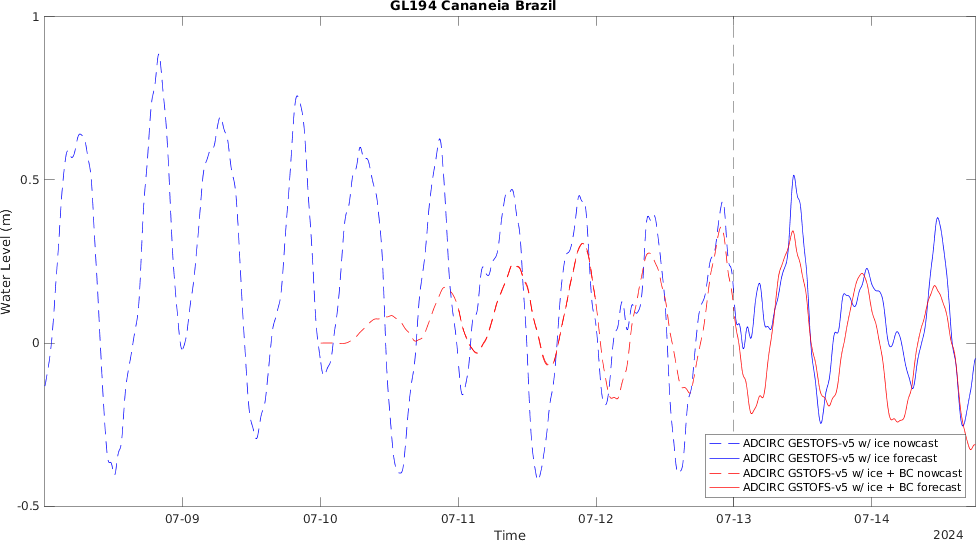 GL194 Cananeia Brazil
1
0.5
0
-0.5
Water Level (m)
07-09
07-10
07-11
07-12
07-13
07-14
Time
2024
ADCIRC GESTOFS-v5 w/ ice nowcast
ADCIRC GESTOFS-v5 w/ ice forecast
ADCIRC GSTOFS-v5 w/ ice + BC nowcast
ADCIRC GSTOFS-v5 w/ ice + BC forecast